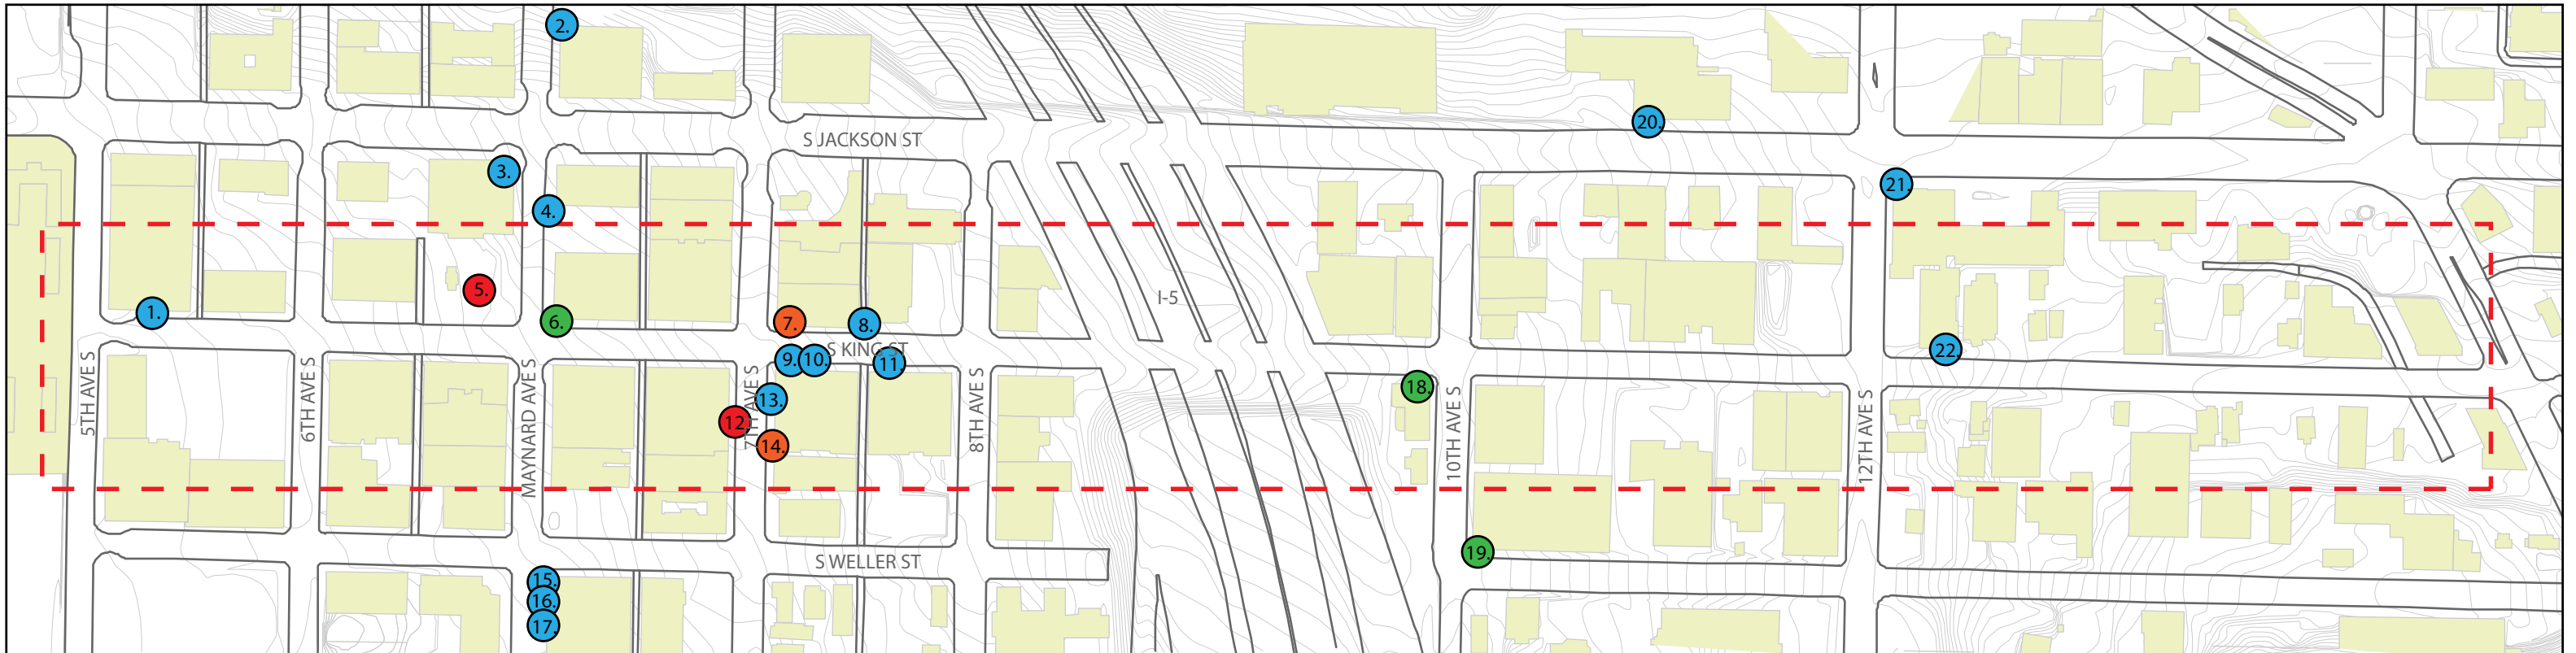 2.
20.
S JACKSON ST
3.
21.
4.
5.
I-5
1.
6.
7.
8.
S KING ST
9.
10.
11.
22.
18.
5TH AVE S
6TH AVE S
MAYNARD AVE S
7TH AVE S
8TH AVE S
10TH AVE S
12TH AVE S
13.
12.
14.
19.
S WELLER ST
15.
16.
17.